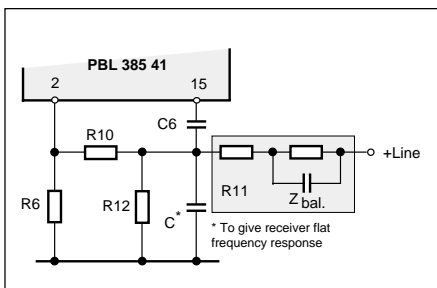 PBL 385 41
2 15
C6
R10
+Line
R11
Z bal.
R6
R12
C*
* To give receiver flat
frequency response